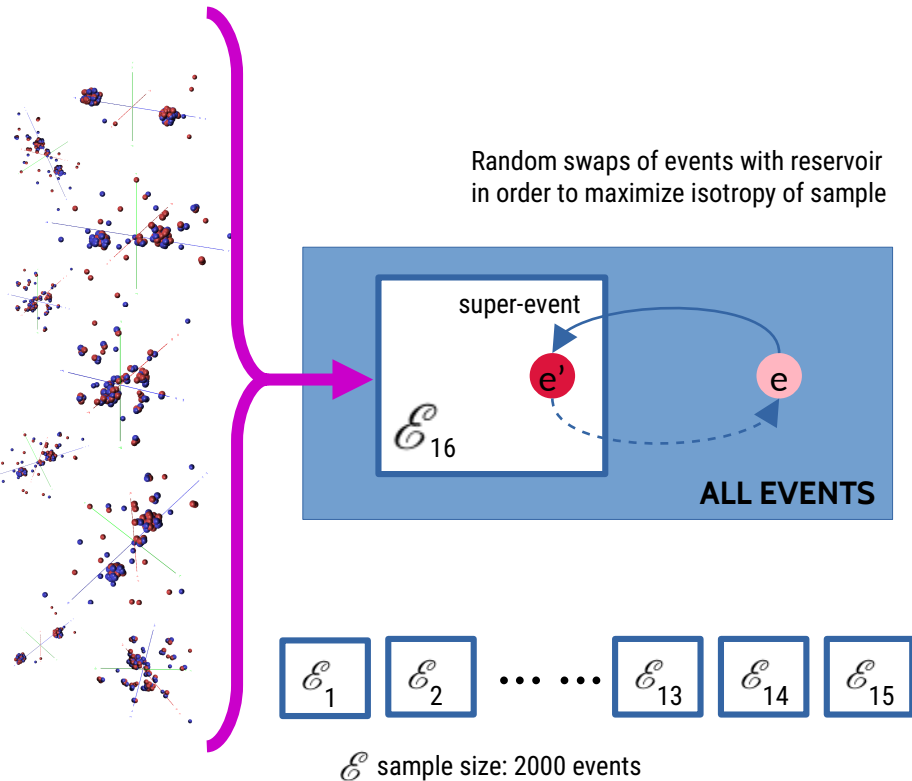 Random swaps of events with reservoir
in order to maximize isotropy of sample
super-event
e’ e
ℰ16
ALL EVENTS
ℰ1 ℰ2 ... ... ℰ13 ℰ14 ℰ15
ℰ sample size: 2000 events